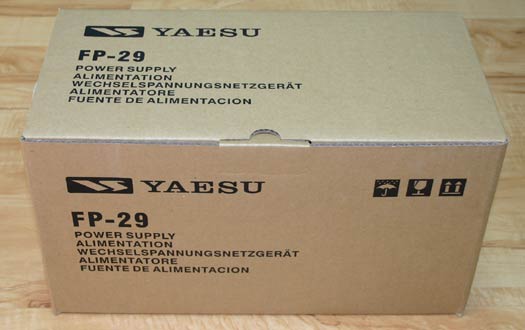 YAESU
FP-29
POWER SUPPLY
ALIMENTATION
WECHSELSPANNUNGSNETZGERÄT
ALIMENTATORE
FUENTE DE ALIMENTACION
YAESU
FP-29
POWER SUPPLY
ALIMENTATION
WECHSELSPANNUNGSNETZGERÄT
ALIMENTATORE
FUENTE DE ALIMENTACION